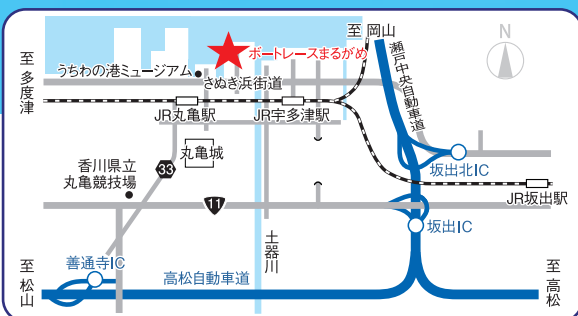 至 岡山
N
至 多度津
ボートレースまるがめ
うちわの港ミュージアム
さぬき浜街道
瀬戸中央自動車道
JR丸亀駅
JR宇多津駅
丸亀城
香川県立
丸亀競技場
33
坂出北IC
JR坂出駅
11
坂出IC
土器川
善通寺IC
高松自動車道
至 松山
至 高松